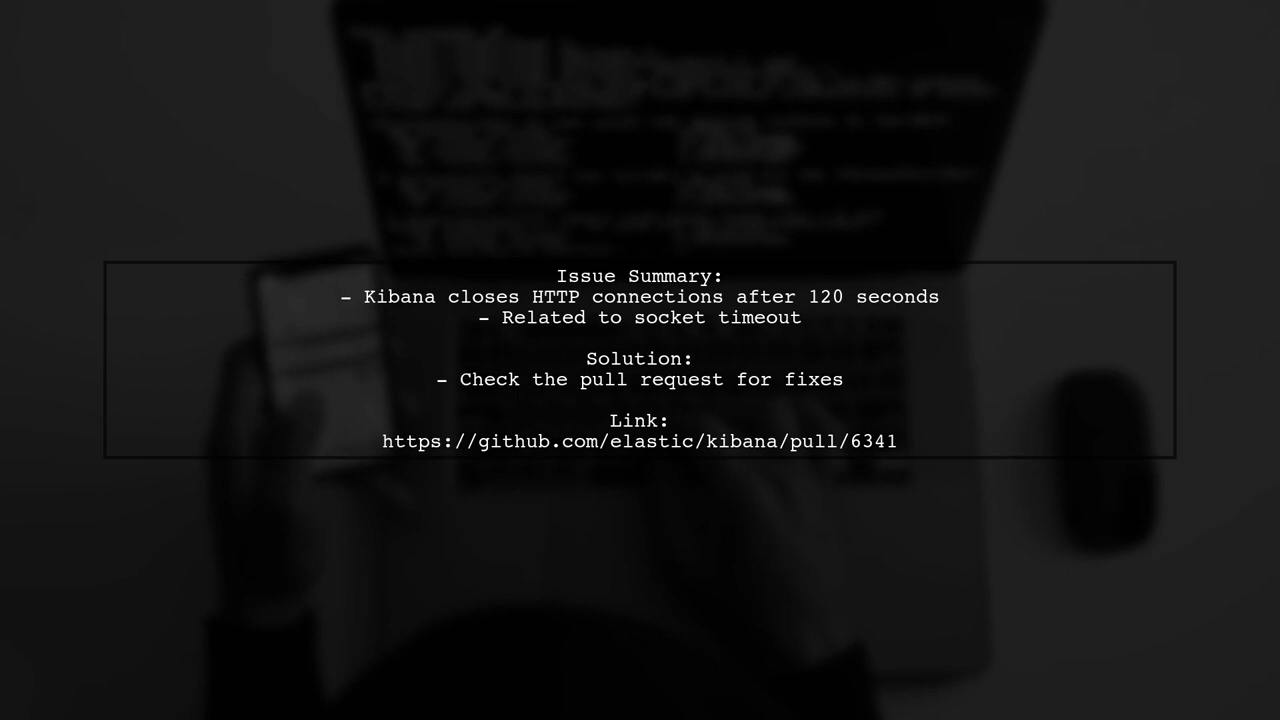 Issue Summary:
- Kibana closes HTTP connections after 120 seconds
- Related to socket timeout
Solution:
- Check the pull request for fixes
Link:
https://github.com/elastic/kibana/pull/6341